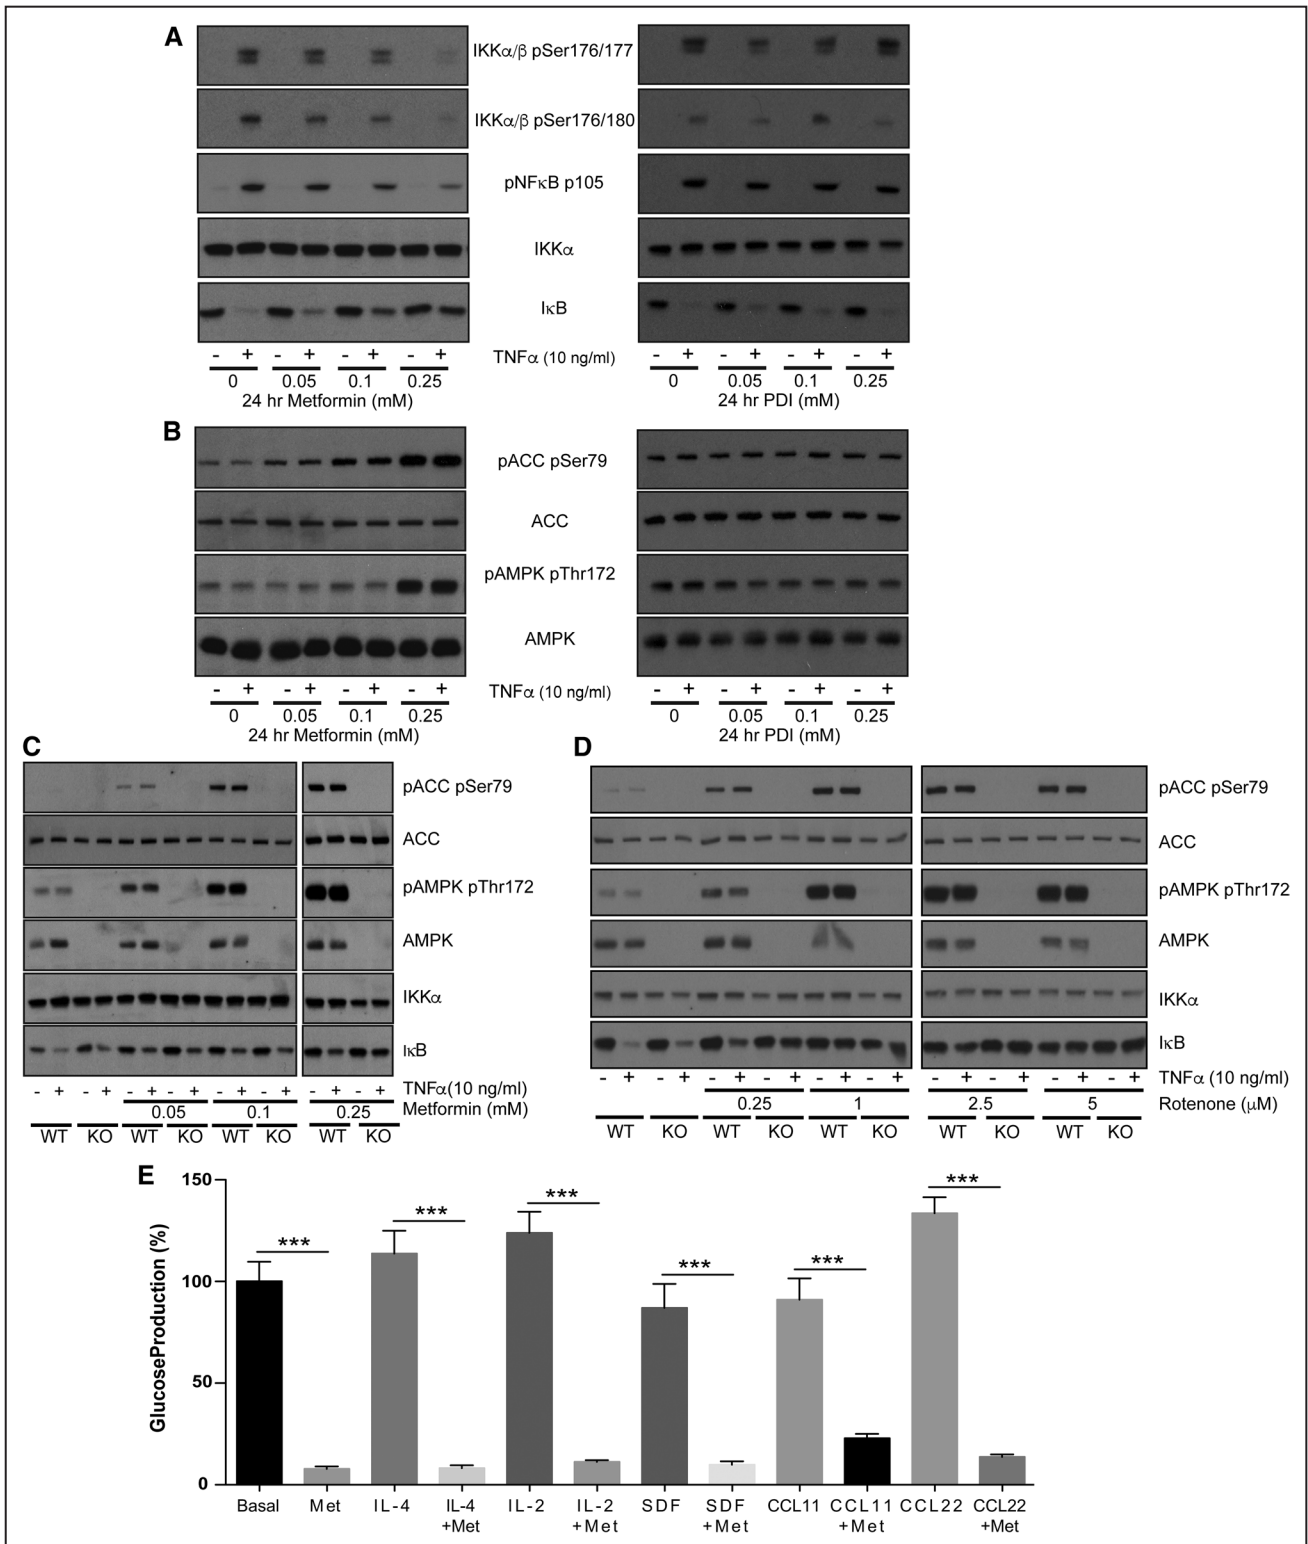 A
IKKα/β pSer176/177
IKKα/β pSer176/180
pNFκB p105
IKKα
IκB
- + - + - + - + TNFα (10 ng/ml) - + - + - + - +
0 0.05 0.1 0.25 0 0.05 0.1 0.25
24 hr Metformin (mM) 24 hr PDI (mM)
B
pACC pSer79
ACC
pAMPK pThr172
AMPK
- + - + - + - + TNFα (10 ng/ml) - + - + - + - +
0 0.05 0.1 0.25 0 0.05 0.1 0.25
24 hr Metformin (mM) 24 hr PDI (mM)
C
pACC pSer79
ACC
pAMPK pThr172
AMPK
IKKα
IκB
- + - + - + - + - + - + - + - + TNFα(10 ng/ml)
0.05 0.1 0.25 Metformin (mM)
WT KO WT KO WT KO WT KO
D
pACC pSer79
ACC
pAMPK pThr172
AMPK
IKKα
IκB
- + - + - + - + - + - + - + - + - + - + TNFα (10 ng/ml)
0.25 1 2.5 5 Rotenone (μM)
WT KO WT KO WT KO WT KO WT KO
E
GlucoseProduction (%)
150
100
50
0
*** *** *** *** *** ***
Basal Met IL-4 IL-4 IL-2 IL-2 SDF SDF CCL11 CCL11 CCL22 CCL22
+Met +Met +Met +Met +Met